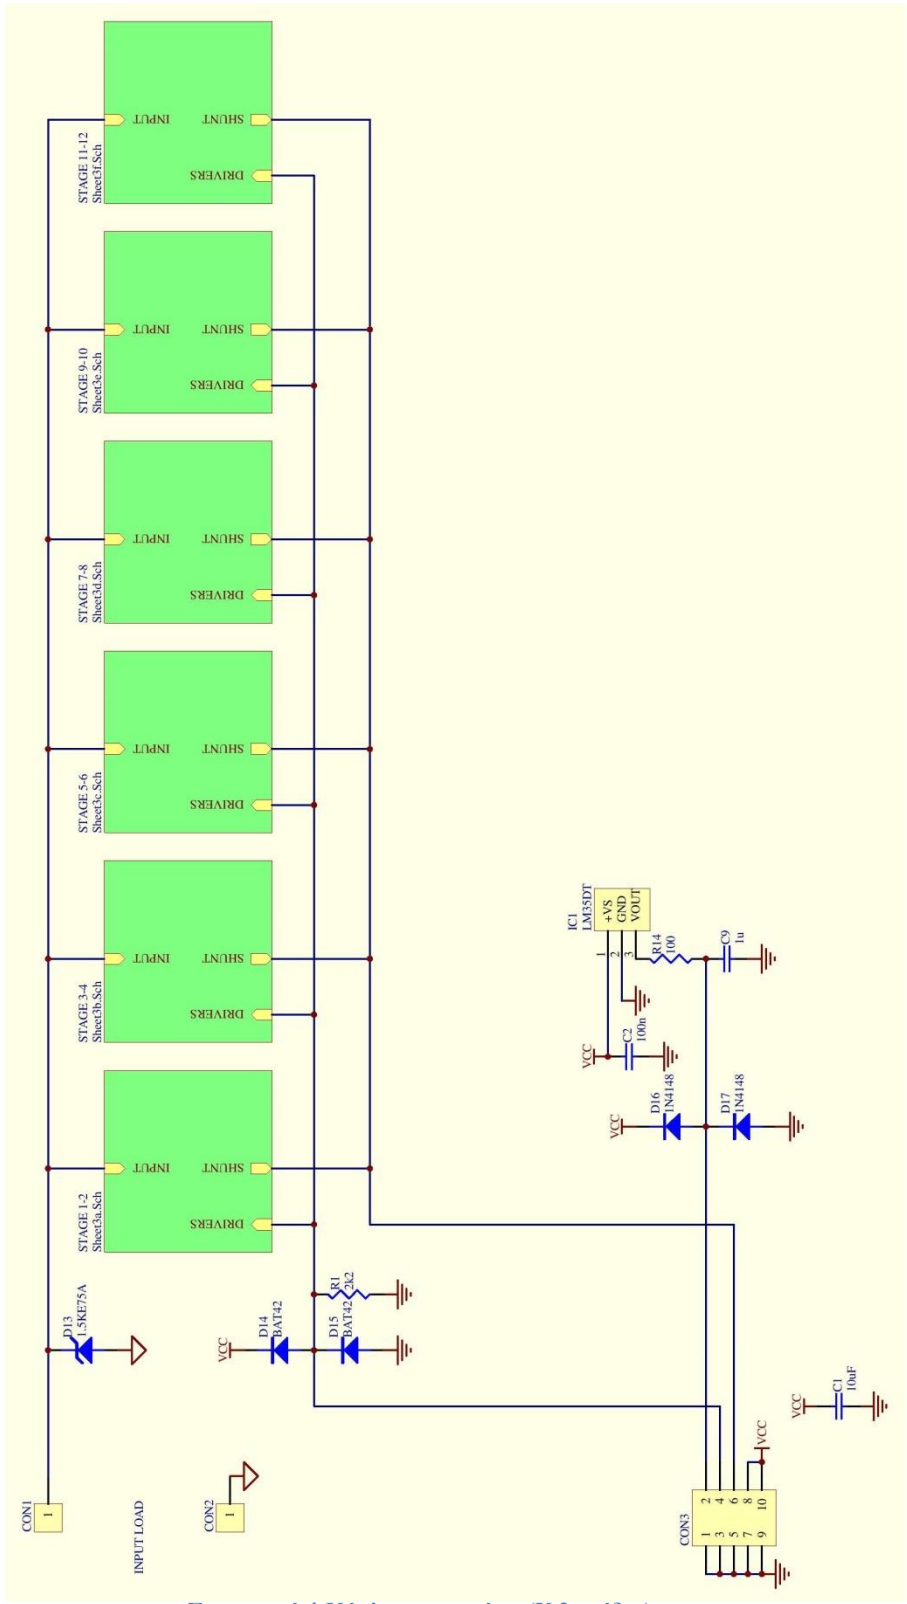 STAGE 11-12
Sheet3f.Sch
INPUT
SHUNT
DRIVERS
STAGE 9-10
Sheet3e.Sch
INPUT
SHUNT
DRIVERS
STAGE 7-8
Sheet3d.Sch
INPUT
SHUNT
DRIVERS
STAGE 5-6
Sheet3c.Sch
INPUT
SHUNT
DRIVERS
STAGE 3-4
Sheet3b.Sch
INPUT
SHUNT
DRIVERS
STAGE 1-2
Sheet3a.Sch
INPUT
SHUNT
DRIVERS
IC1
LM35DT
+VS
GND
VOUT
1
2
3
R14
100
C9
1u
VCC
C2
100n
VCC
D16
1N4148
D17
1N4148
D13
1.5KE75A
VCC
D14
BAT42
D15
BAT42
R1
2k2
VCC
C1
10uF
CON1
1
INPUT LOAD
CON2
1
CON3
1 2
3 4
5 6
7 8
9 10
VCC